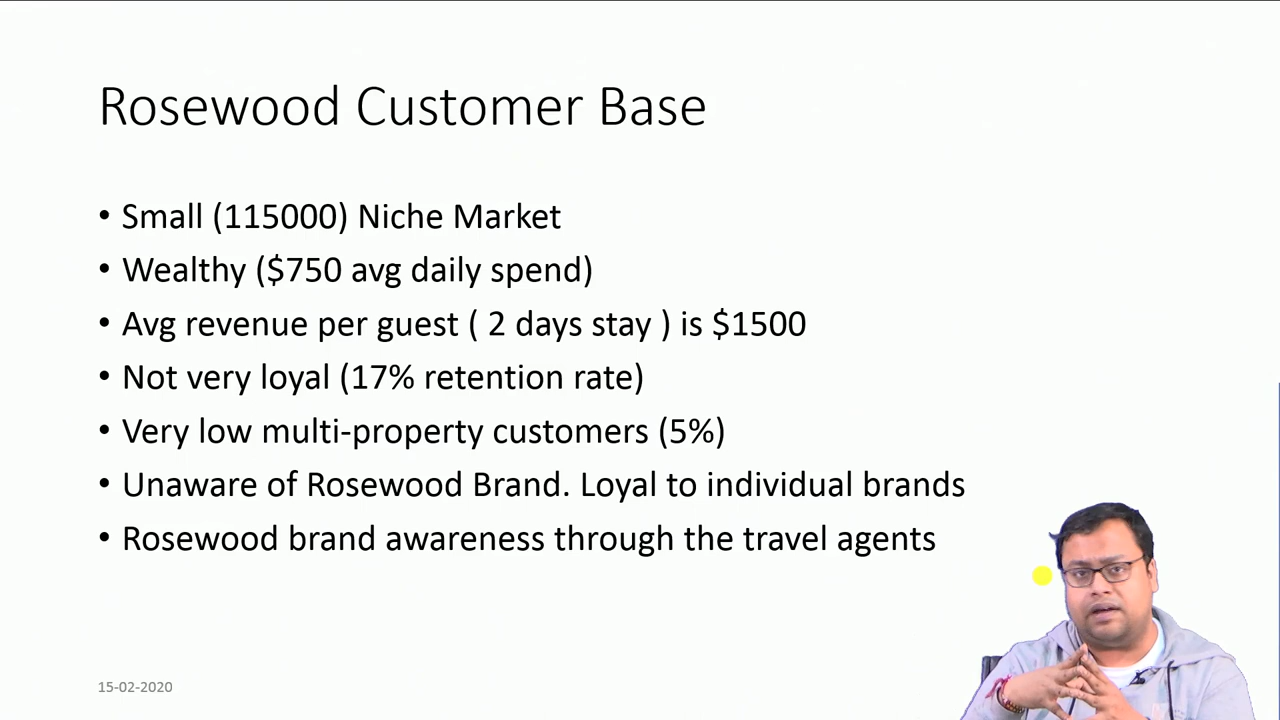 Rosewood Customer Base
• Small (115000) Niche Market
• Wealthy ($750 avg daily spend)
• Avg revenue per guest ( 2 days stay ) is $1500
• Not very loyal (17% retention rate)
• Very low multi-property customers (5%)
• Unaware of Rosewood Brand. Loyal to individual brands
• Rosewood brand awareness through the travel agents
15-02-2020